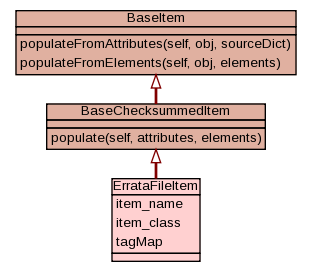 BaseItem
populateFromAttributes(self, obj, sourceDict)
populateFromElements(self, obj, elements)
BaseChecksummedItem
populate(self, attributes, elements)
ErrataFileItem
item_name
item_class
tagMap